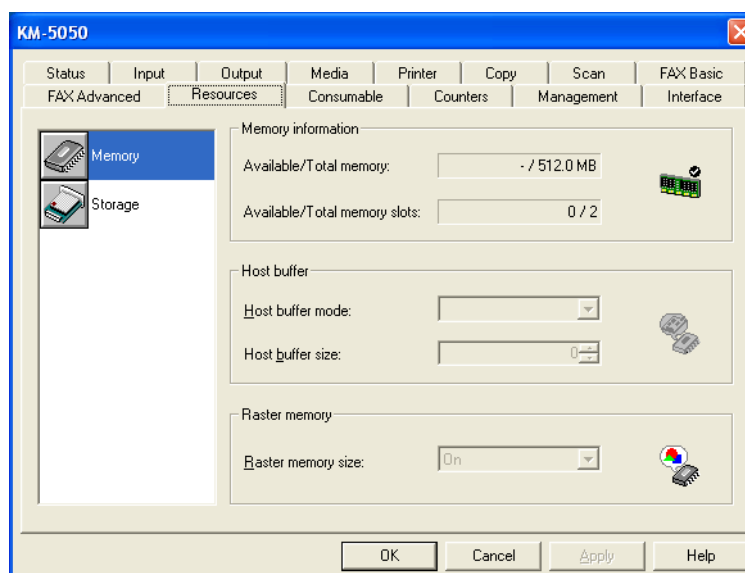 KM-5050
Status Input Output Media Printer Copy Scan FAX Basic
FAX Advanced Resources Consumable Counters Management Interface
Memory
Storage
Memory information
Available/Total memory: - / 512.0 MB
Available/Total memory slots: 0 / 2
Host buffer
Host buffer mode:
Host buffer size: 0
Raster memory
Raster memory size: On
OK Cancel Apply Help